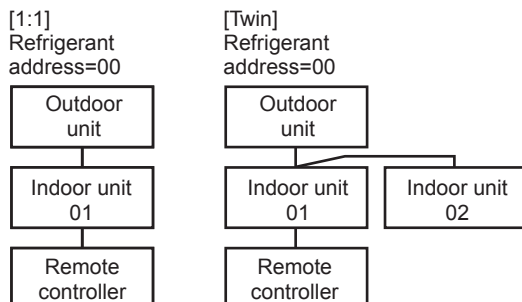 [1:1]
Refrigerant
address=00
Outdoor
unit
Indoor unit
01
Remote
controller
[Twin]
Refrigerant
address=00
Outdoor
unit
Indoor unit
01
Indoor unit
02
Remote
controller